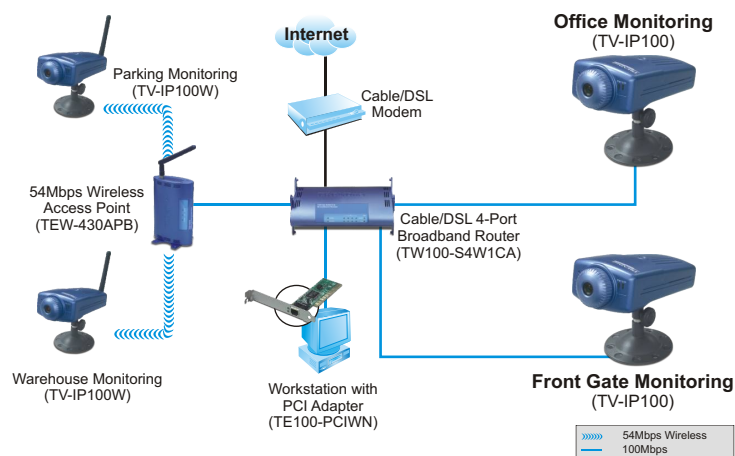 Internet
Office Monitoring
(TV-IP100)
Parking Monitoring
(TV-IP100W)
Cable/DSL
Modem
54Mbps Wireless
Access Point
(TEW-430APB)
Cable/DSL 4-Port
Broadband Router
(TW100-S4W1CA)
Warehouse Monitoring
(TV-IP100W)
Workstation with
PCI Adapter
(TE100-PCIWN)
Front Gate Monitoring
(TV-IP100)
54Mbps Wireless
100Mbps